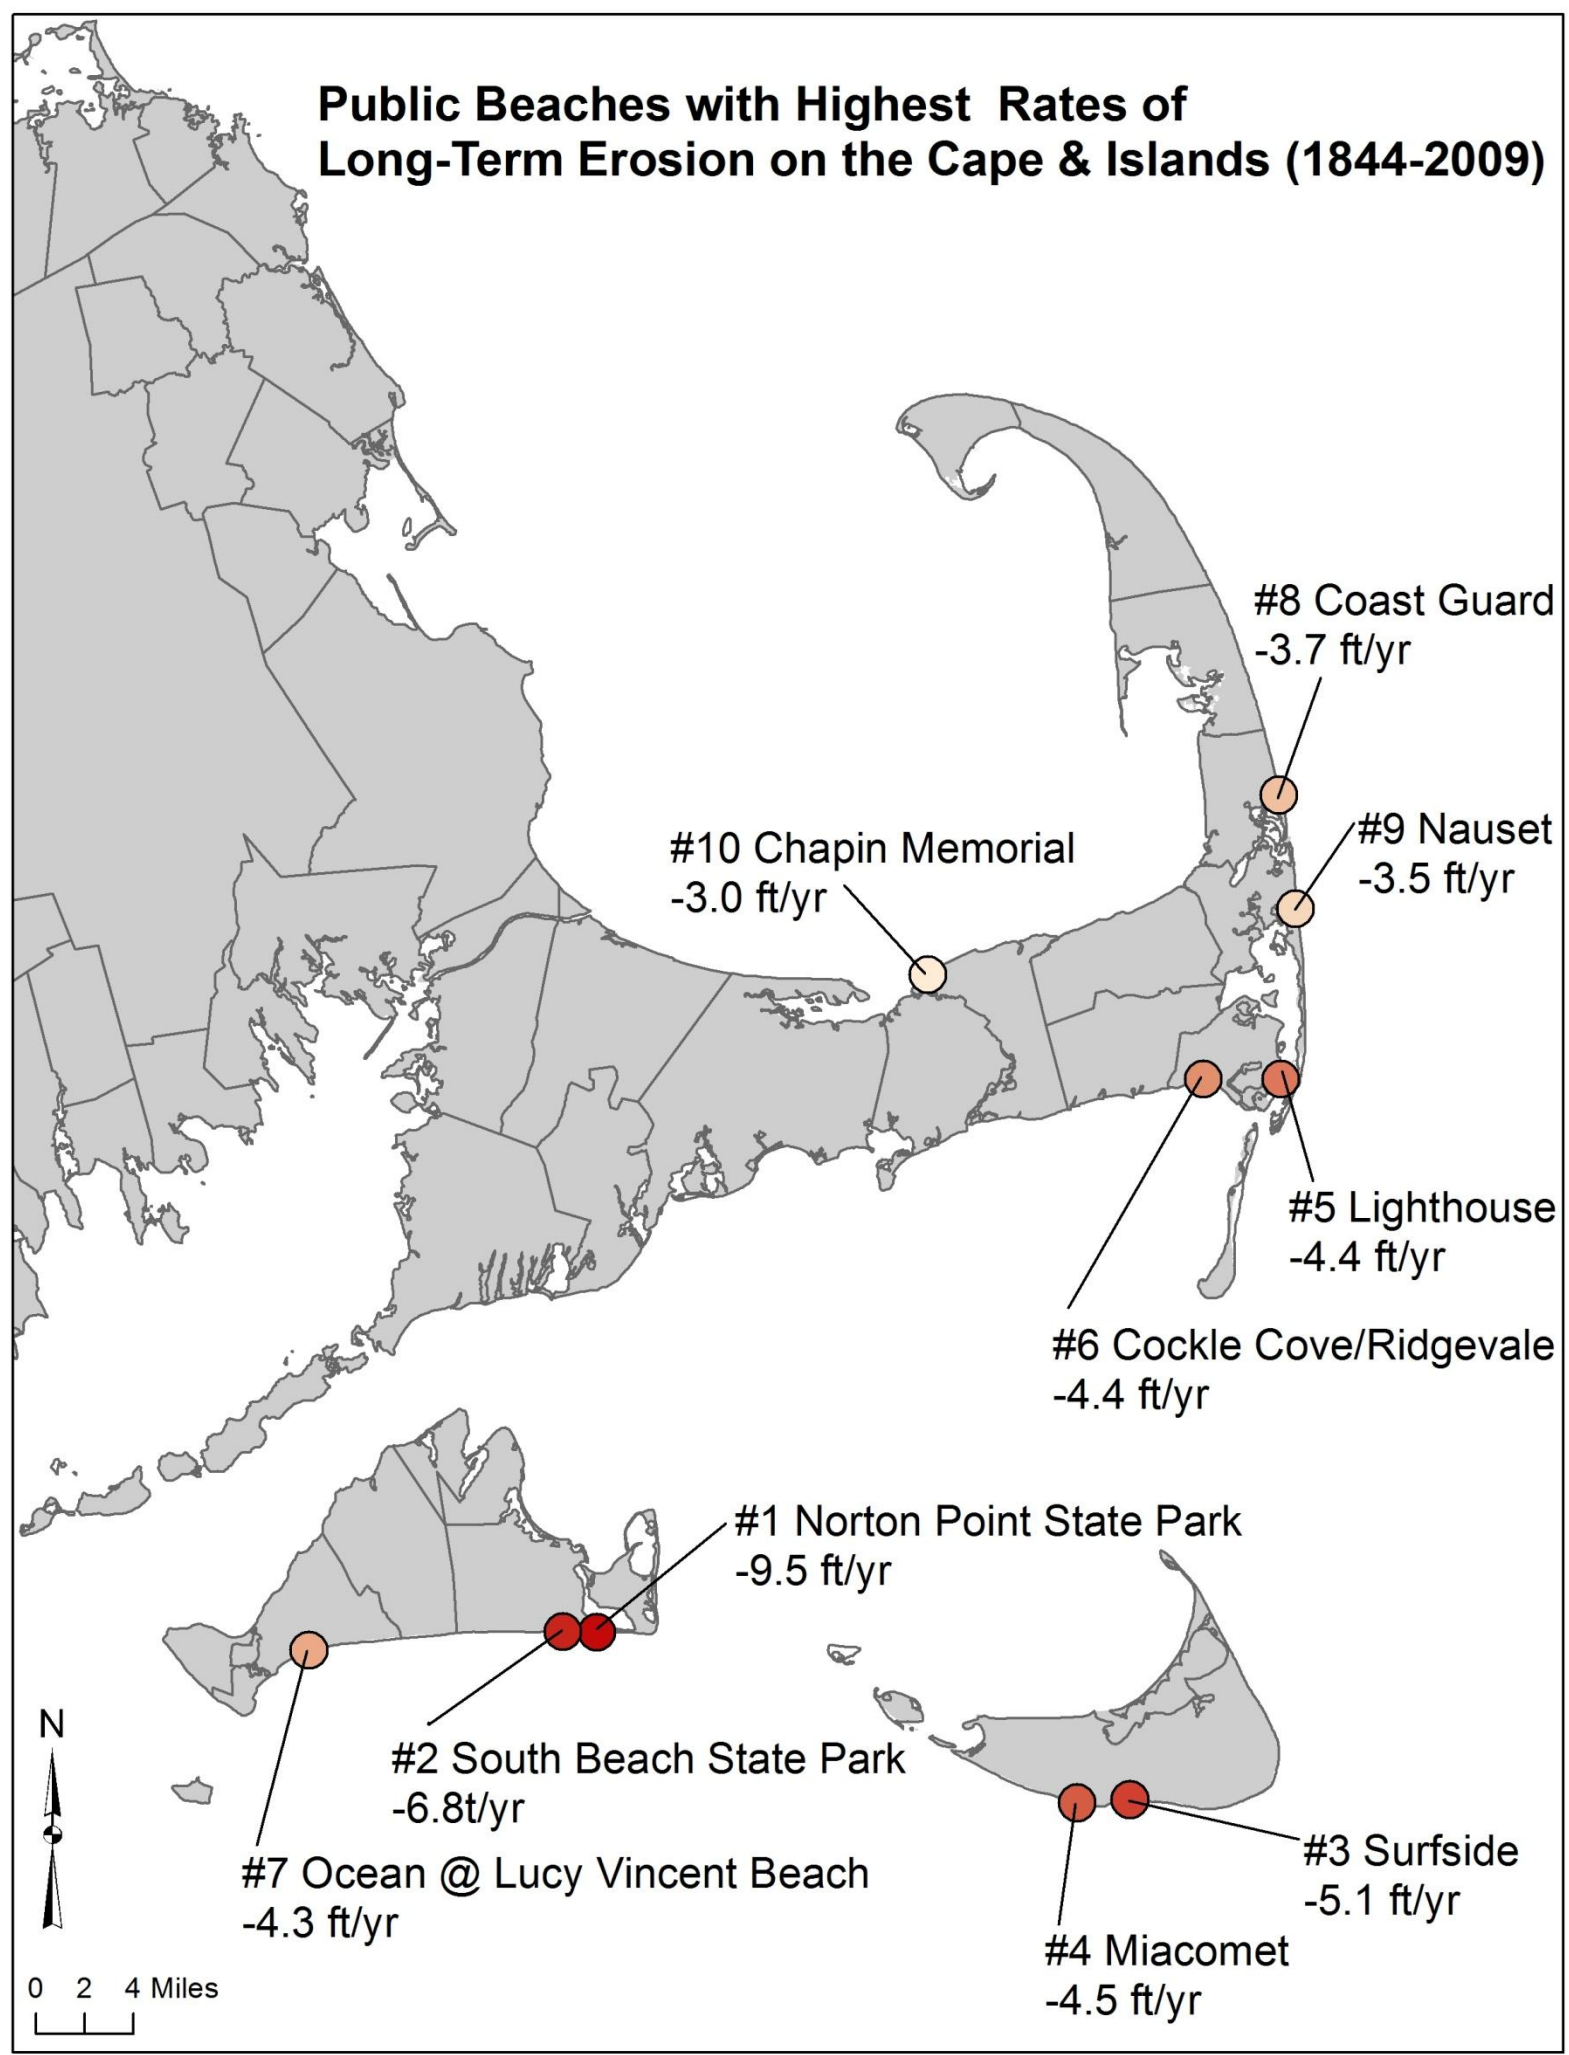 Public Beaches with Highest Rates of
Long-Term Erosion on the Cape & Islands (1844-2009)
#8 Coast Guard
-3.7 ft/yr
#9 Nauset
-3.5 ft/yr
#10 Chapin Memorial
-3.0 ft/yr
#5 Lighthouse
-4.4 ft/yr
#6 Cockle Cove/Ridgevale
-4.4 ft/yr
#1 Norton Point State Park
-9.5 ft/yr
#2 South Beach State Park
-6.8t/yr
#7 Ocean @ Lucy Vincent Beach
-4.3 ft/yr
#3 Surfside
-5.1 ft/yr
#4 Miacomet
-4.5 ft/yr
N
0 2 4 Miles